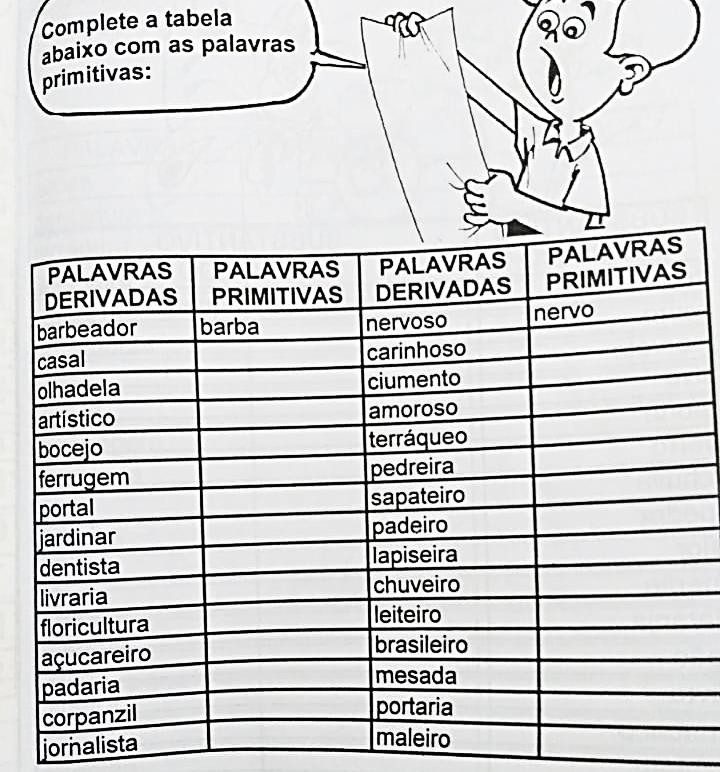 Complete a tabela
abaixo com as palavras
primitivas:
PALAVRAS DERIVADAS PALAVRAS PRIMITIVAS PALAVRAS DERIVADAS PALAVRAS PRIMITIVAS
barbeador barba nervoso nervo
casal carinhoso
olhadela ciumento
artístico amoroso
bocejo terráqueo
ferrugem pedreira
portal sapateiro
jardinar padeiro
dentista lapiseira
livraria chuveiro
floricultura leiteiro
açucareiro brasileiro
padaria mesada
corpanzil portaria
jornalista maleiro